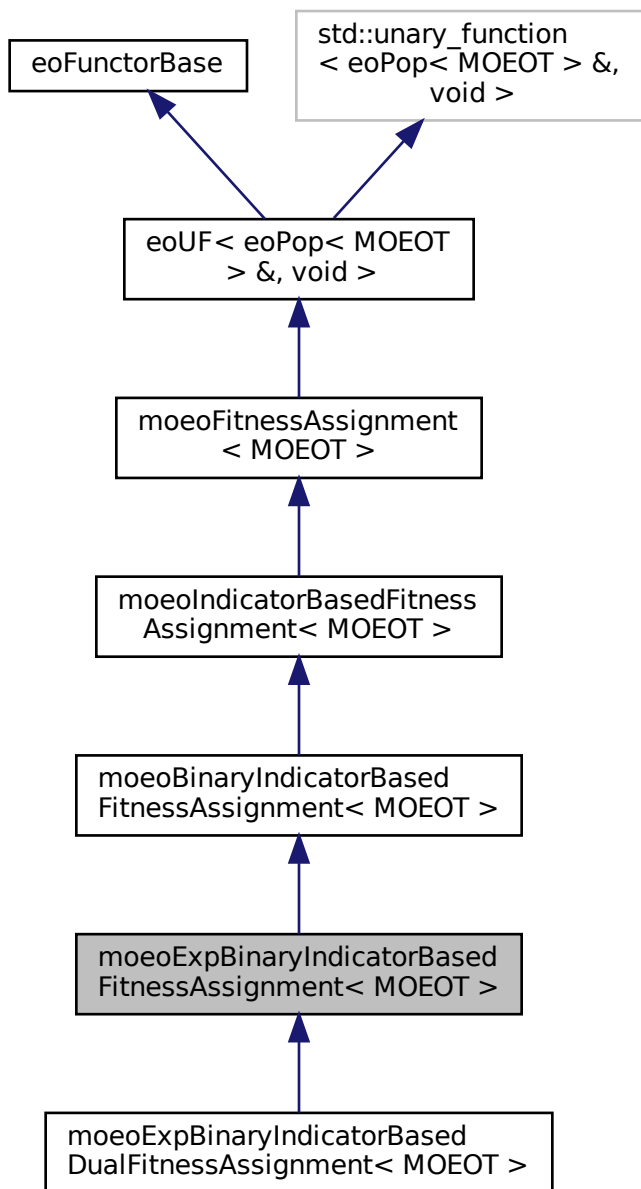 eoFunctorBase
std::unary_function
< eoPop< MOEOT > &,
void >
eoUF< eoPop< MOEOT
> &, void >
moeoFitnessAssignment
< MOEOT >
moeoIndicatorBasedFitness
Assignment< MOEOT >
moeoBinaryIndicatorBased
FitnessAssignment< MOEOT >
moeoExpBinaryIndicatorBased
FitnessAssignment< MOEOT >
moeoExpBinaryIndicatorBased
DualFitnessAssignment< MOEOT >